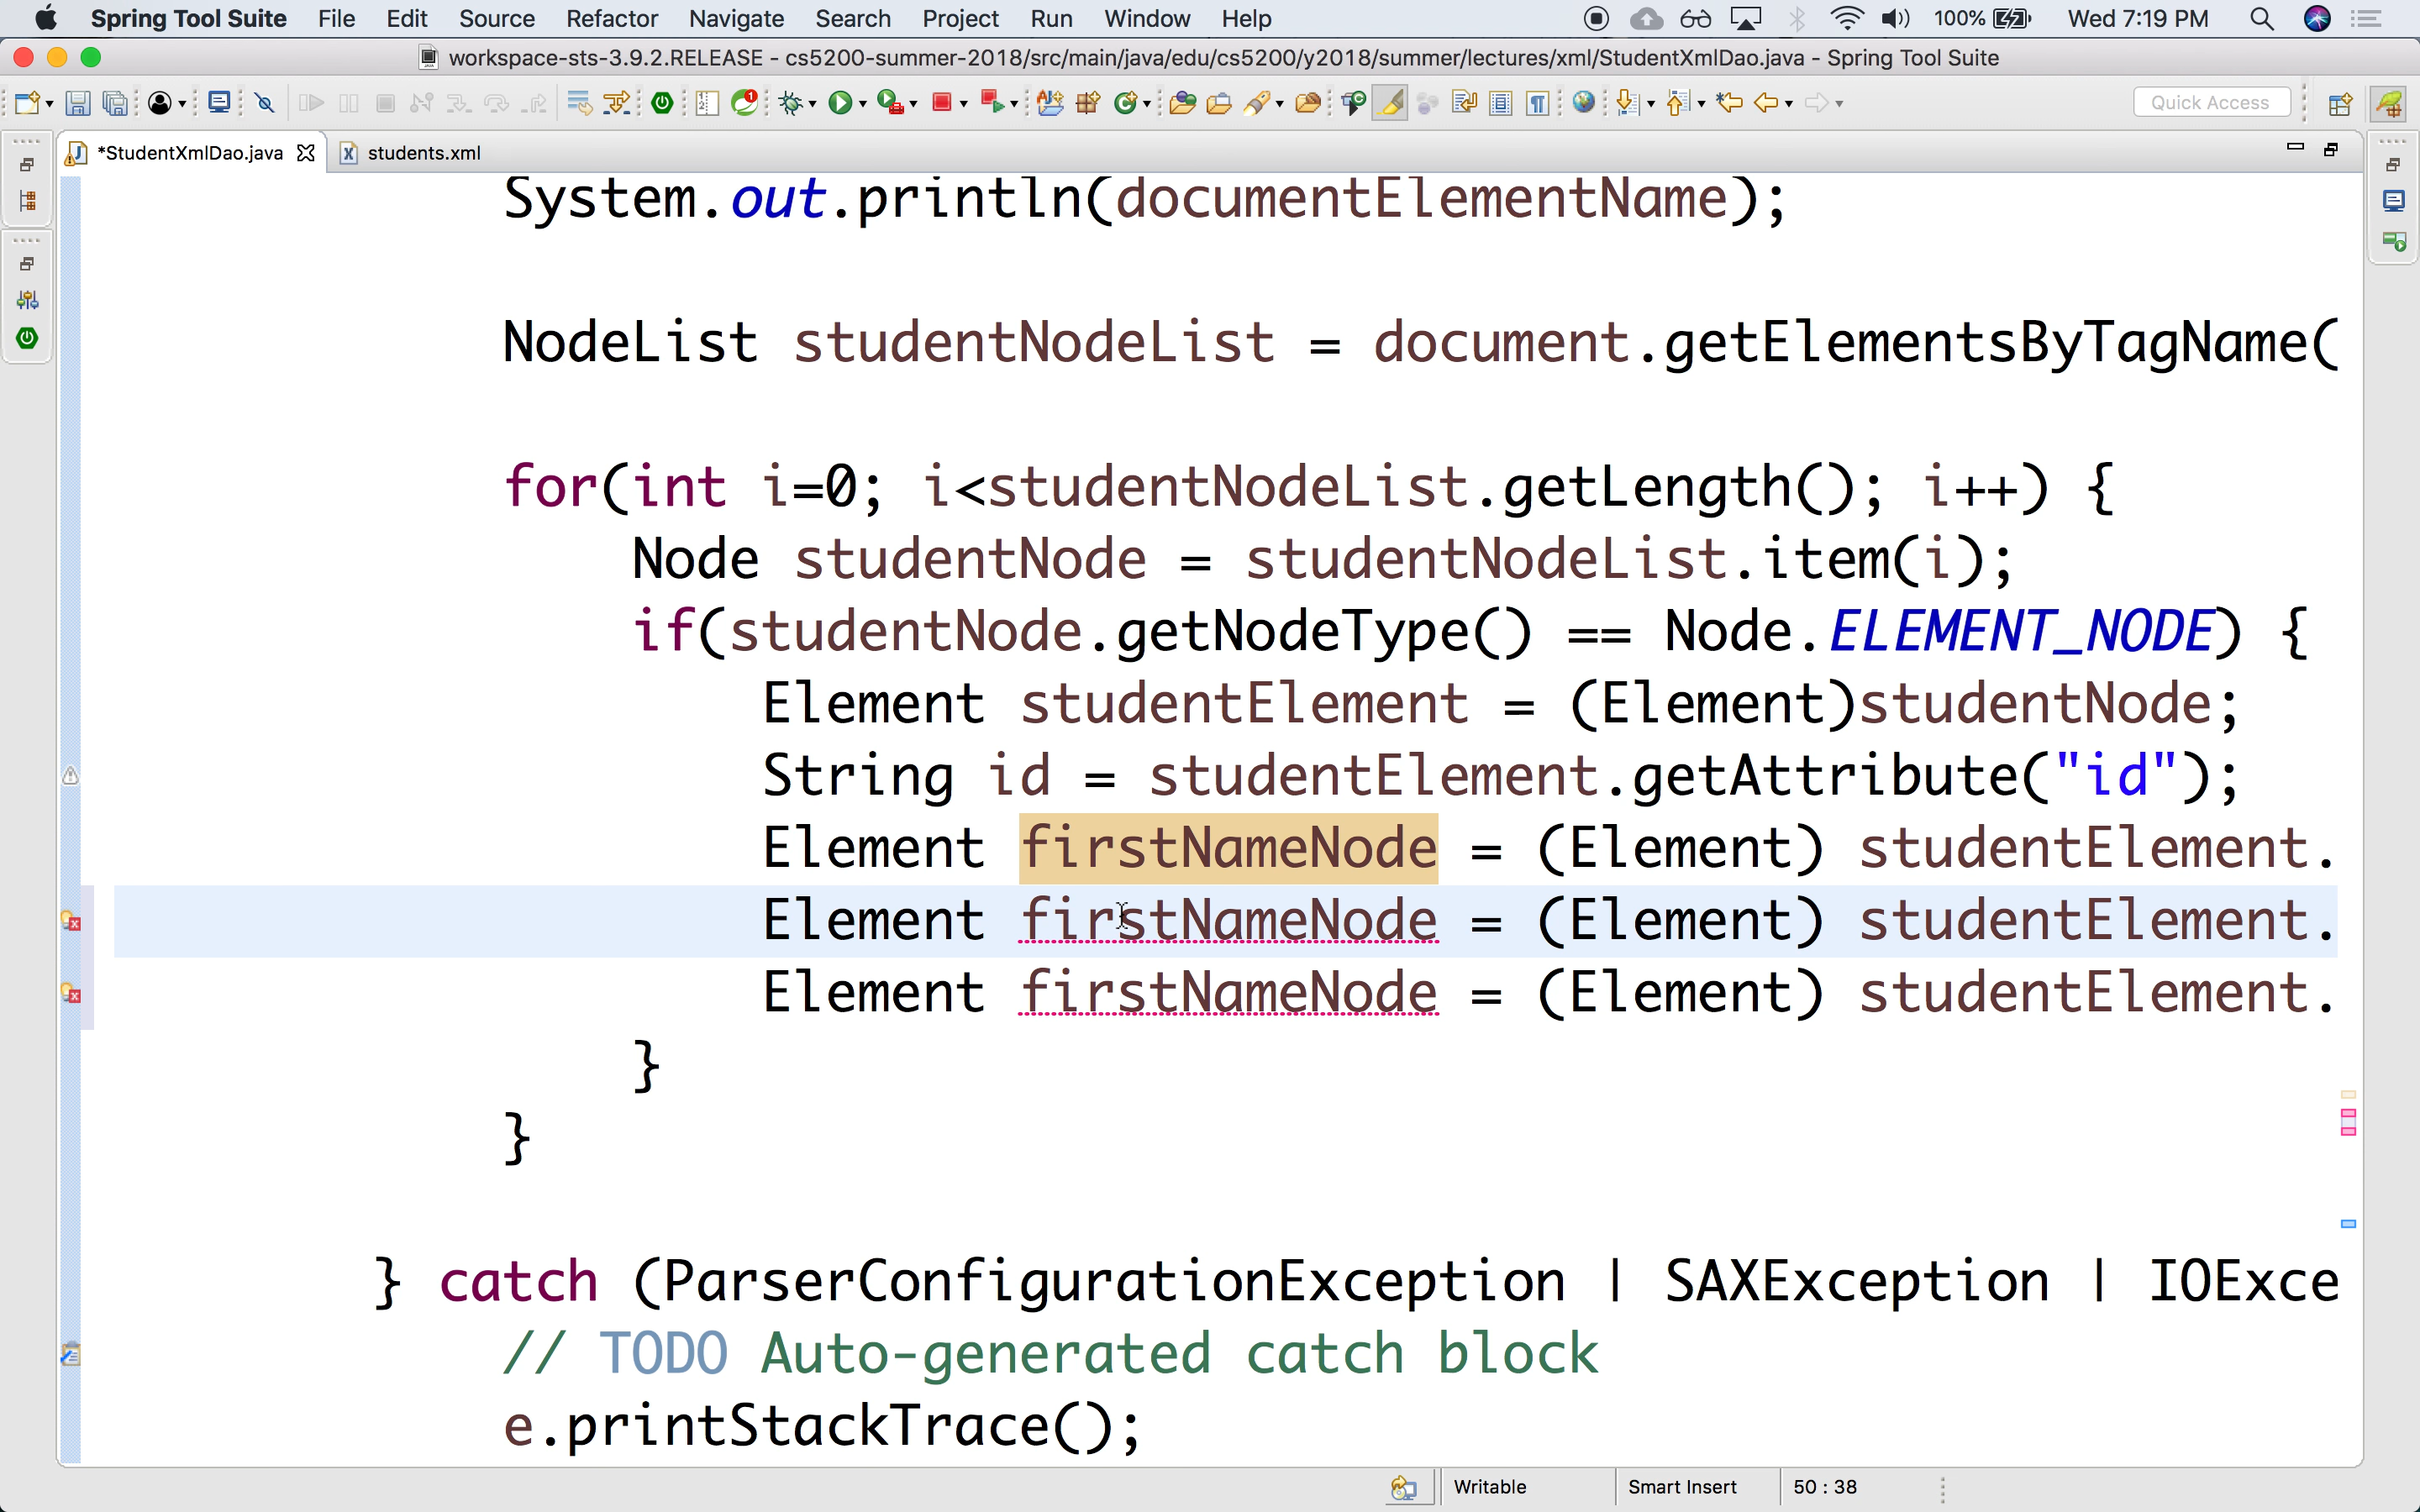 Spring Tool Suite File Edit Source Refactor Navigate Search Project Run Window Help 100% Wed 7:19 PM
workspace-sts-3.9.2.RELEASE - cs5200-summer-2018/src/main/java/edu/cs5200/y2018/summer/lectures/xml/StudentXmlDao.java - Spring Tool Suite
Quick Access
*StudentXmlDao.java students.xml
System.out.println(documentElementName);
NodeList studentNodeList = document.getElementsByTagName(
for(int i=0; i<studentNodeList.getLength(); i++) {
Node studentNode = studentNodeList.item(i);
if(studentNode.getNodeType() == Node.ELEMENT_NODE) {
Element studentElement = (Element)studentNode;
String id = studentElement.getAttribute("id");
Element firstNameNode = (Element) studentElement.
Element firstNameNode = (Element) studentElement.
Element firstNameNode = (Element) studentElement.
}
}
} catch (ParserConfigurationException | SAXException | IOExce
// TODO Auto-generated catch block
e.printStackTrace();
Writable Smart Insert 50 : 38